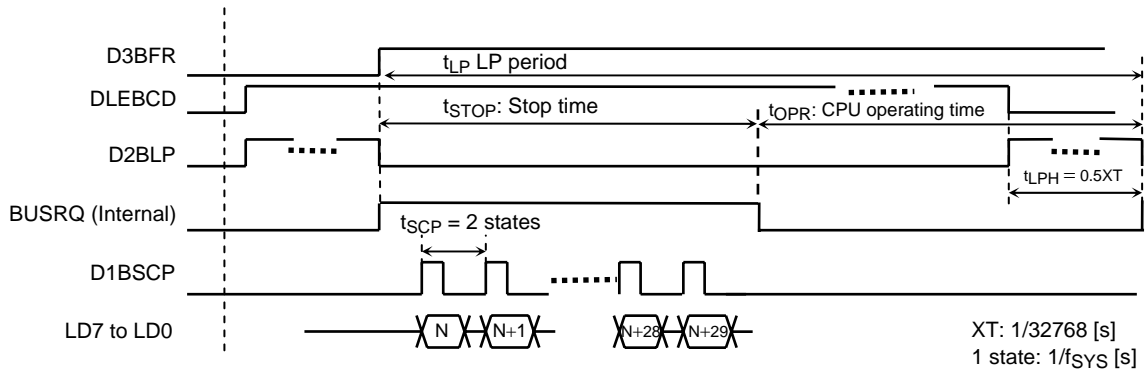 D3BFR
t_LP LP period
DLEBCD
t_STOP: Stop time
t_OPR: CPU operating time
D2BLP
t_LPH = 0.5XT
BUSRQ (Internal)
t_SCP = 2 states
D1BSCP
LD7 to LD0
N
N+1
N+28
N+29
XT: 1/32768 [s]
1 state: 1/f_SYS [s]